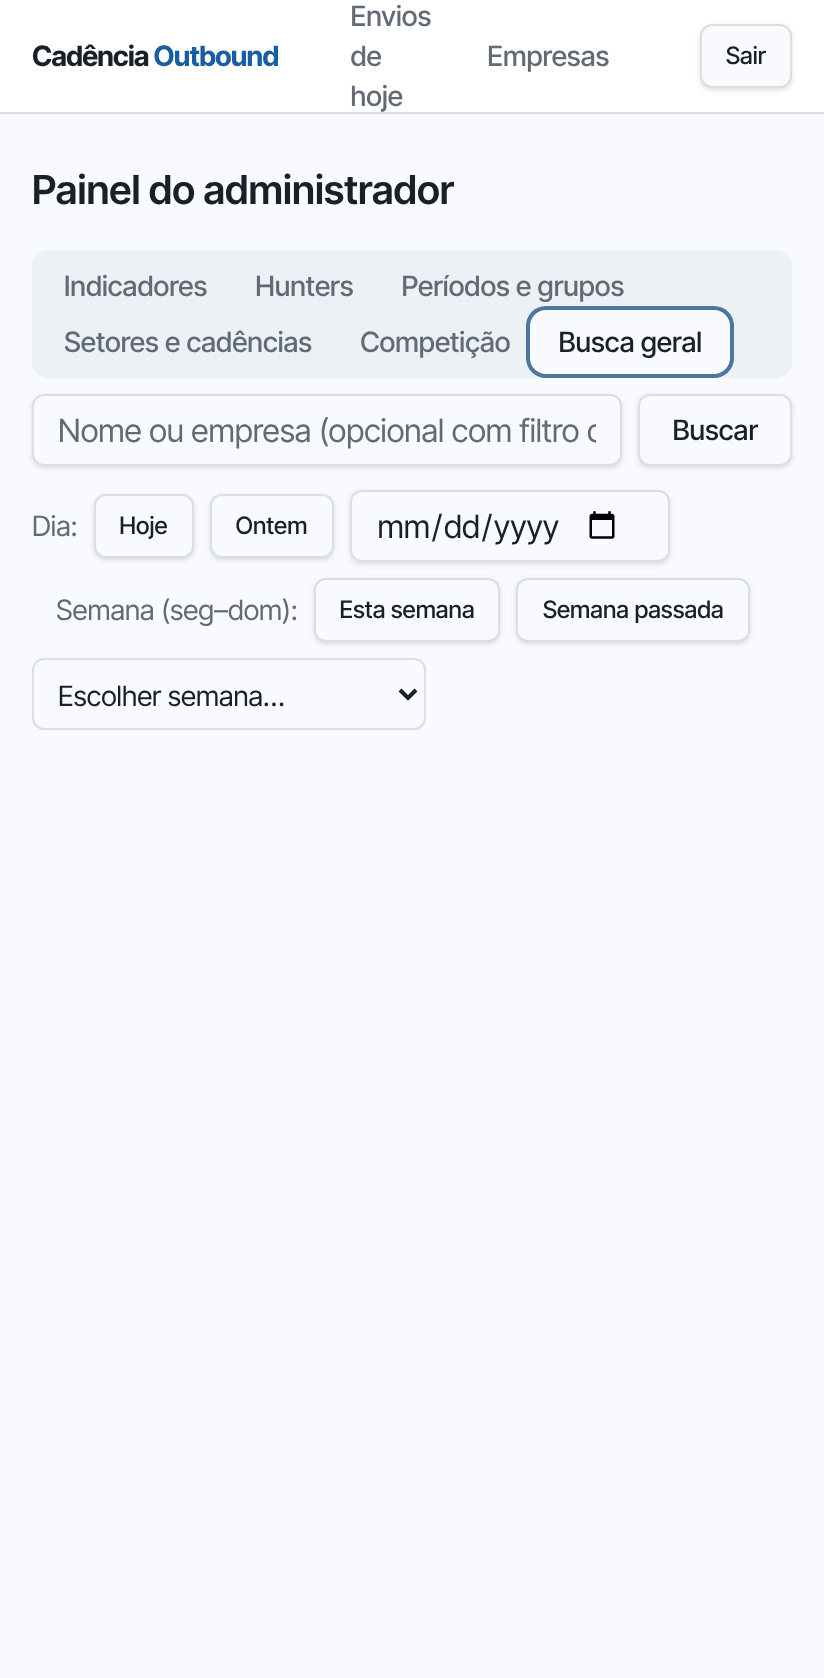 Cadência Outbound
Envios
de
hoje
Empresas
Sair
Painel do administrador
Indicadores Hunters Períodos e grupos
Setores e cadências Competição Busca geral
Nome ou empresa (opcional com filtro Buscar
Dia: Hoje Ontem mm/dd/yyyy
Semana (seg–dom): Esta semana Semana passada
Escolher semana...